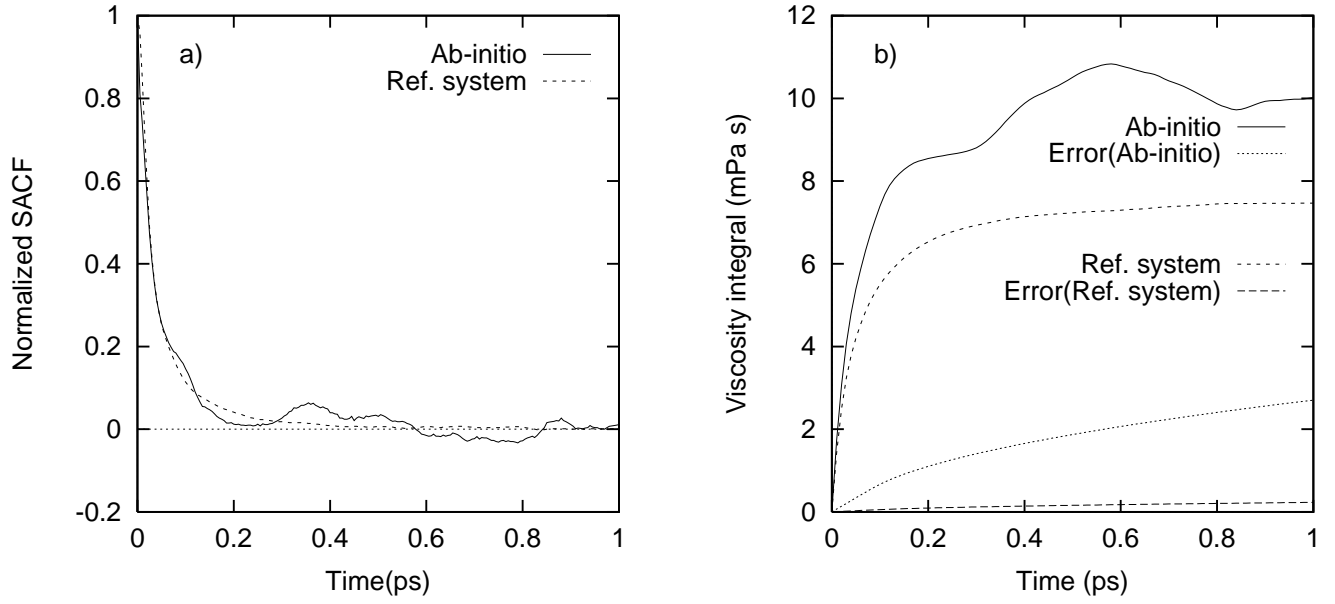 a)
Ab-initio
Ref. system
Normalized SACF
1
0.8
0.6
0.4
0.2
0
-0.2
0 0.2 0.4 0.6 0.8 1
Time(ps)
b)
Ab-initio
Error(Ab-initio)
Ref. system
Error(Ref. system)
Viscosity integral (mPa s)
12
10
8
6
4
2
0
0 0.2 0.4 0.6 0.8 1
Time (ps)